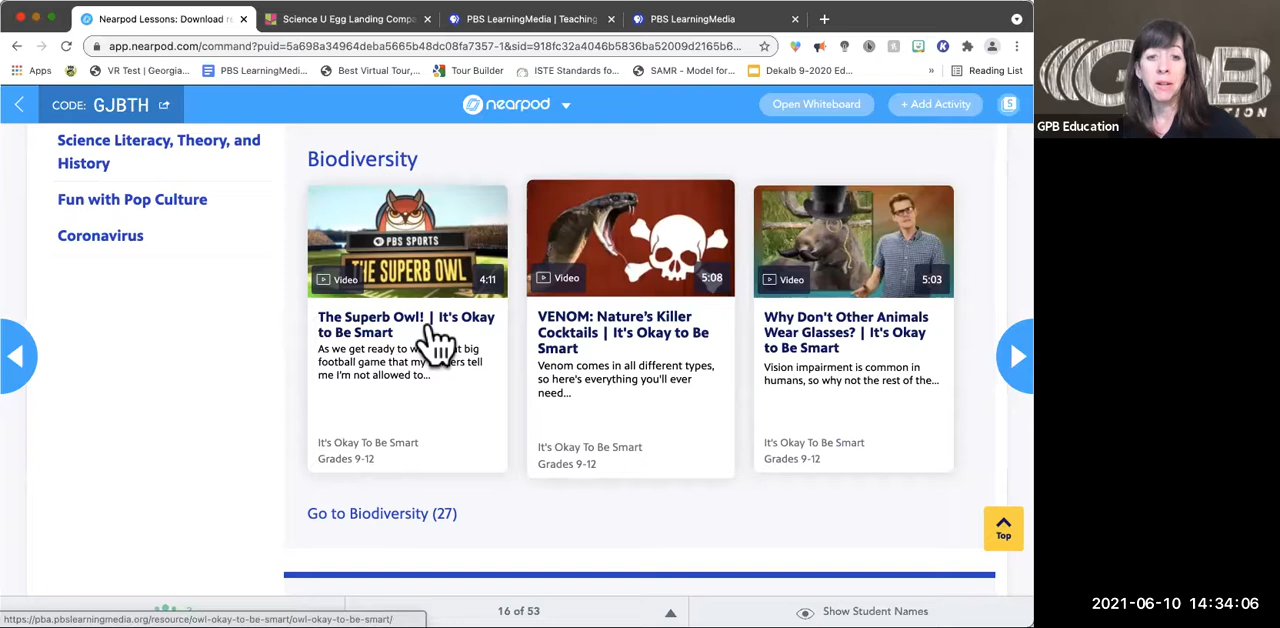 Nearpod Lessons: Download re
Science U Egg Landing Compa
PBS LearningMedia | Teaching
PBS LearningMedia
app.nearpod.com/command?puid=5a698a34964deba5665b48dc08fa7357-1&sid=918fc32a4046b5836ba52009d2165b6...
Apps
VR Test | Georgia...
PBS LearningMedi...
Best Virtual Tour,...
Tour Builder
ISTE Standards fo...
SAMR - Model for...
Dekalb 9-2020 Ed...
»
Reading List
CODE: GJBTH
nearpod
Open Whiteboard
+ Add Activity
S
GPB
GPB Education
Science Literacy, Theory, and
History
Fun with Pop Culture
Coronavirus
Biodiversity
PBS SPORTS
THE SUPERB OWL
Video
4:11
The Superb Owl! | It's Okay
to Be Smart
big
football game that my
tell
me I'm not allowed to...
It's Okay To Be Smart
Grades 9-12
Video
5:08
VENOM: Nature's Killer
Cocktails | It's Okay to Be
Smart
Venom comes in all different types,
so here's everything you'll ever
need...
It's Okay To Be Smart
Grades 9-12
Video
5:03
Why Don't Other Animals
Wear Glasses? | It's Okay
to Be Smart
Vision impairment is common in
humans, so why not the rest of the...
It's Okay To Be Smart
Grades 9-12
Go to Biodiversity (27)
Top
16 of 53
Show Student Names
https://pba.pbslearningmedia.org/resource/owl-okay-to-be-smart/owl-okay-to-be-smart/
2021-06-10 14:34:06